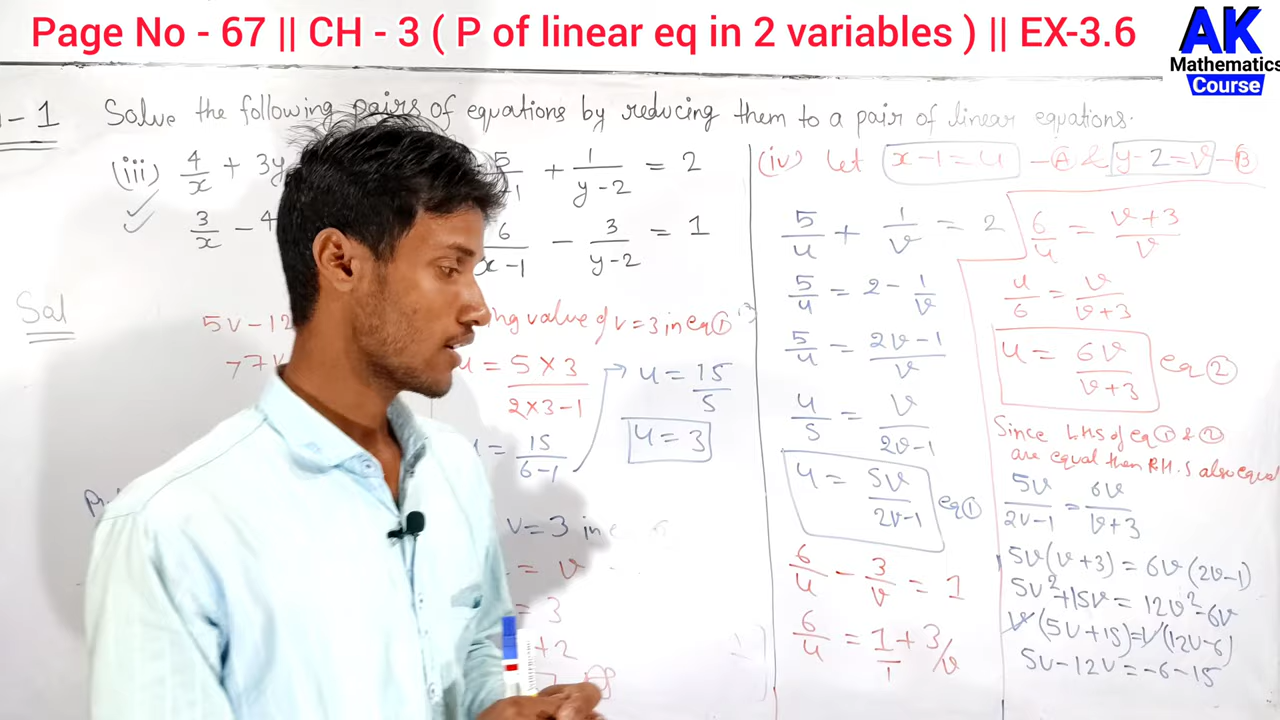 Page No - 67 || CH - 3 ( P of linear eq in 2 variables ) || EX-3.6
AK
Mathematics
Course
- 1
Solve the following pairs of equations by reducing them to a pair of linear equations.
(iii) 4/x + 3y
3/x - 4
+ 1/(y-2) = 2
6/(x-1) - 3/(y-2) = 1
Sol
5v - 12
value of v=3 in eq ①
u = (5 × 3)/(2×3-1)
= 15/(6-1)
u = 15/5
u = 3
v=3 in
= v
= 3
+2
(iv) Let x-1=u -Ⓐ & y-2=v -Ⓑ
5/u + 1/v = 2
5/u = 2 - 1/v
5/u = (2v-1)/v
u/5 = v/(2v-1)
u = 5v/(2v-1) eq ①
6/u - 3/v = 1
6/u = 1/1 + 3/v
6/u = (v+3)/v
u/6 = v/(v+3)
u = 6v/(v+3) eq ②
Since LHS of eq ① & ②
are equal then R.H.S also equal
5v/(2v-1) = 6v/(v+3)
5v(v+3) = 6v(2v-1)
5v²+15v = 12v²-6v
v(5v+15)=v(12v-6)
5v-12v=-6-15